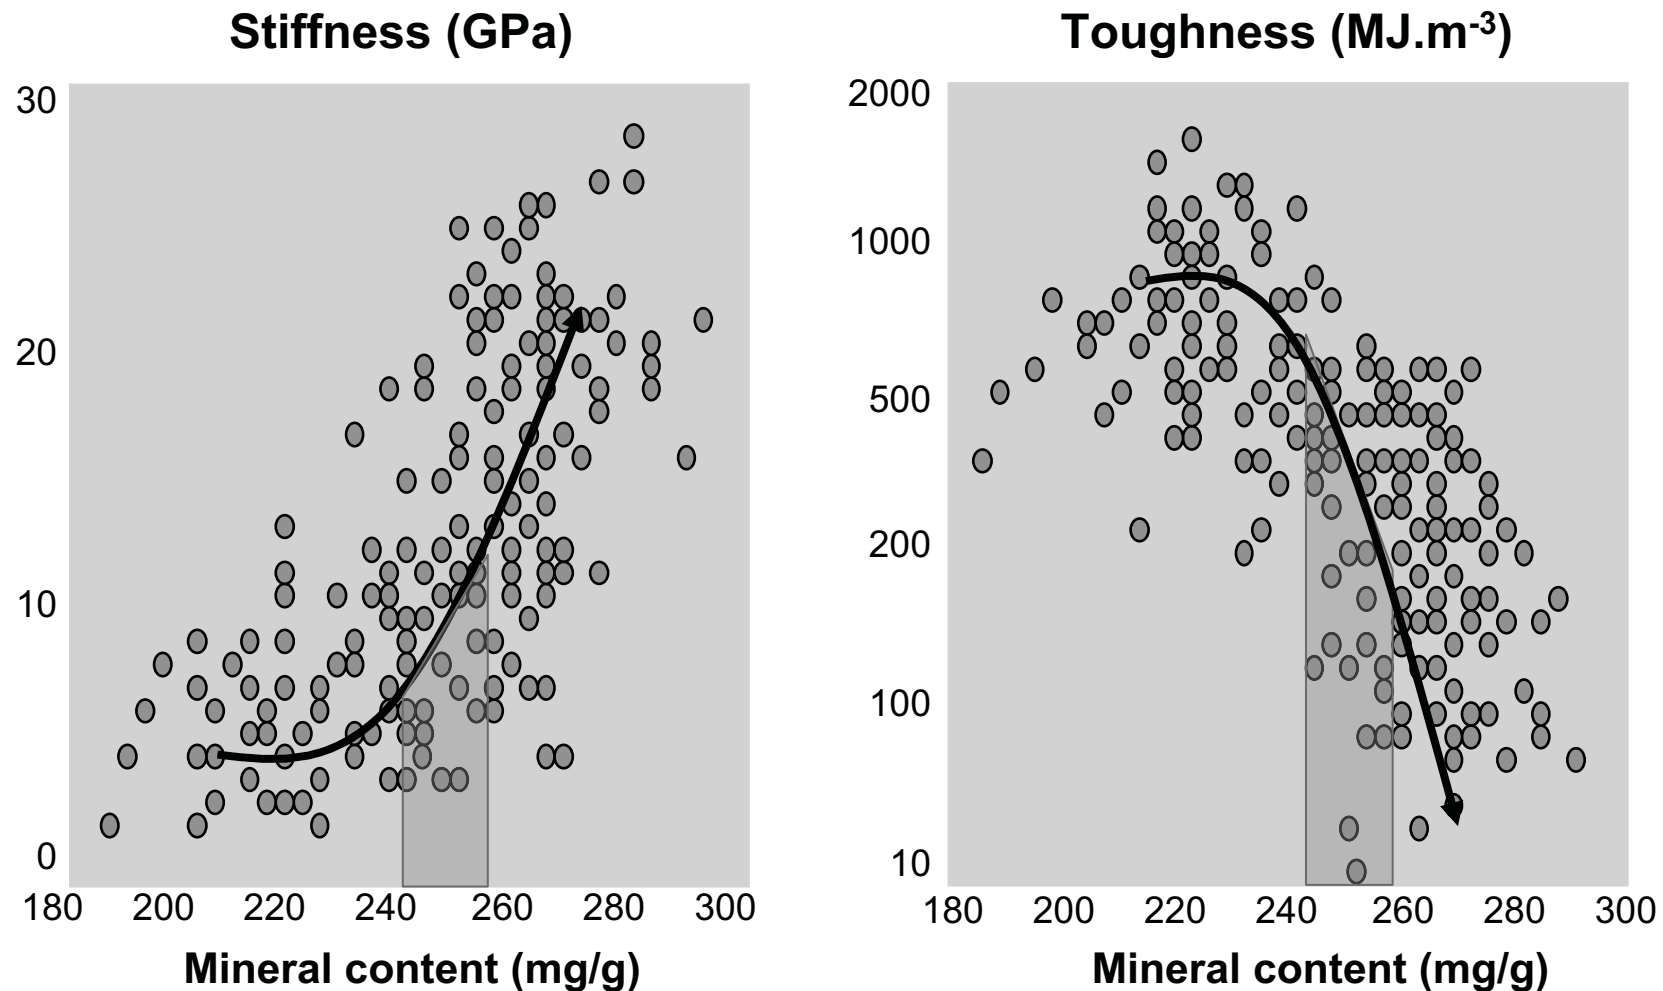 Stiffness (GPa)
30
20
10
0
180 200 220 240 260 280 300
Mineral content (mg/g)
Toughness (MJ.m-3)
2000
1000
500
200
100
10
180 200 220 240 260 280 300
Mineral content (mg/g)